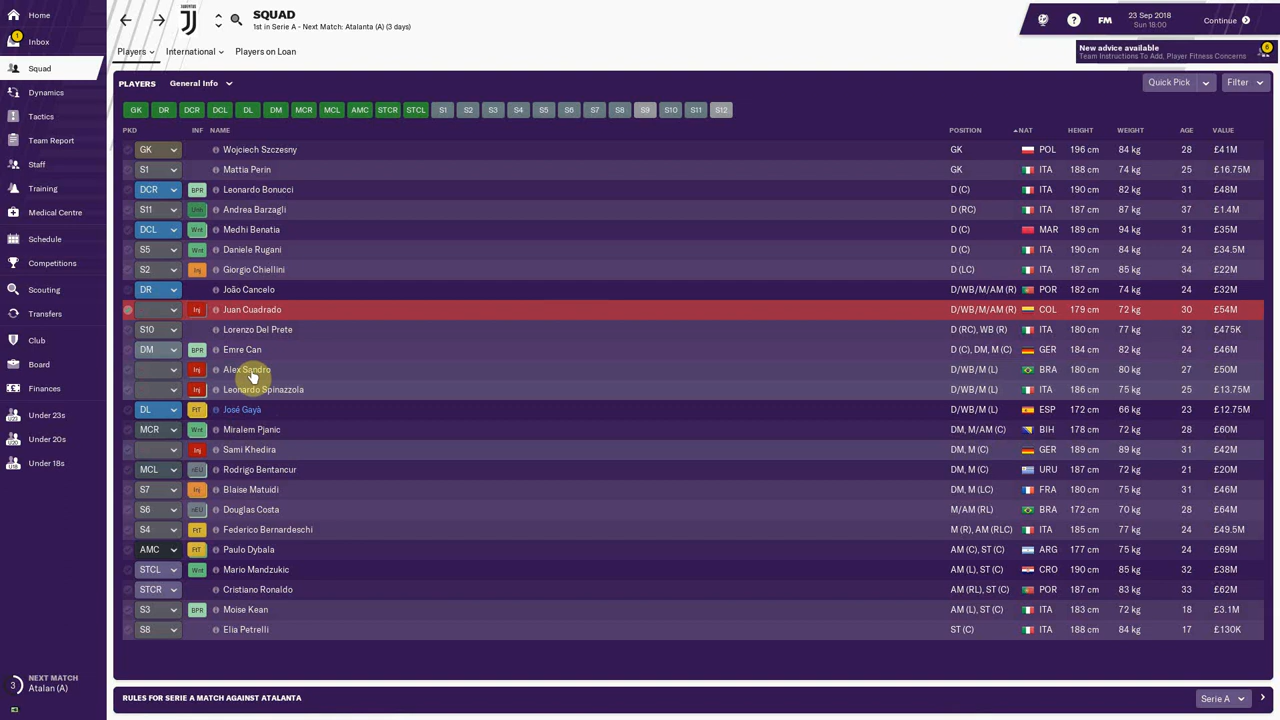 Home
SQUAD
1st in Serie A - Next Match: Atalanta (A) (3 days)
FM
23 Sep 2018
Sun 18:00
Continue
1
Inbox
Players
International
Players on Loan
New advice available
Team Instructions To Add, Player Fitness Concerns
6
Squad
Dynamics
Tactics
Team Report
Staff
Training
Medical Centre
Schedule
Competitions
Scouting
Transfers
Club
Board
Finances
Under 23s
Under 20s
Under 18s
3
NEXT MATCH
Atalan (A)
PLAYERS General Info
Quick Pick
Filter
GK DR DCR DCL DL DM MCR MCL AMC STCR STCL S1 S2 S3 S4 S5 S6 S7 S8 S9 S10 S11 S12
PKD INF NAME POSITION NAT HEIGHT WEIGHT AGE VALUE
GK Wojciech Szczesny GK POL 196 cm 84 kg 28 £41M
S1 Mattia Perin GK ITA 188 cm 74 kg 25 £16.75M
DCR BPR Leonardo Bonucci D (C) ITA 190 cm 82 kg 31 £48M
S11 Unh Andrea Barzagli D (RC) ITA 187 cm 87 kg 37 £1.4M
DCL Wnt Medhi Benatia D (C) MAR 189 cm 94 kg 31 £35M
S5 Wnt Daniele Rugani D (C) ITA 190 cm 84 kg 24 £34.5M
S2 Inj Giorgio Chiellini D (LC) ITA 187 cm 85 kg 34 £22M
DR João Cancelo D/WB/M/AM (R) POR 182 cm 74 kg 24 £32M
Inj Juan Cuadrado D/WB/M/AM (R) COL 179 cm 72 kg 30 £54M
S10 Lorenzo Del Prete D (RC), WB (R) ITA 180 cm 77 kg 32 £475K
DM BPR Emre Can D (C), DM, M (C) GER 184 cm 82 kg 24 £46M
Inj Alex Sandro D/WB/M (L) BRA 180 cm 80 kg 27 £50M
Inj Leonardo Spinazzola D/WB/M (L) ITA 186 cm 75 kg 25 £13.75M
DL FtT José Gayà D/WB/M (L) ESP 172 cm 66 kg 23 £12.75M
MCR Wnt Miralem Pjanic DM, M/AM (C) BIH 178 cm 72 kg 28 £60M
Inj Sami Khedira DM, M (C) GER 189 cm 89 kg 31 £42M
MCL nEU Rodrigo Bentancur DM, M (C) URU 187 cm 72 kg 21 £20M
S7 Inj Blaise Matuidi DM, M (LC) FRA 180 cm 75 kg 31 £46M
S6 nEU Douglas Costa M/AM (RL) BRA 172 cm 70 kg 28 £64M
S4 FtT Federico Bernardeschi M (R), AM (RLC) ITA 185 cm 77 kg 24 £49.5M
AMC FtT Paulo Dybala AM (C), ST (C) ARG 177 cm 75 kg 24 £69M
STCL Wnt Mario Mandzukic AM (L), ST (C) CRO 190 cm 85 kg 32 £38M
STCR Cristiano Ronaldo AM (RL), ST (C) POR 187 cm 83 kg 33 £62M
S3 BPR Moise Kean AM (L), ST (C) ITA 183 cm 72 kg 18 £3.1M
S8 Elia Petrelli ST (C) ITA 188 cm 84 kg 17 £130K
RULES FOR SERIE A MATCH AGAINST ATALANTA
Serie A